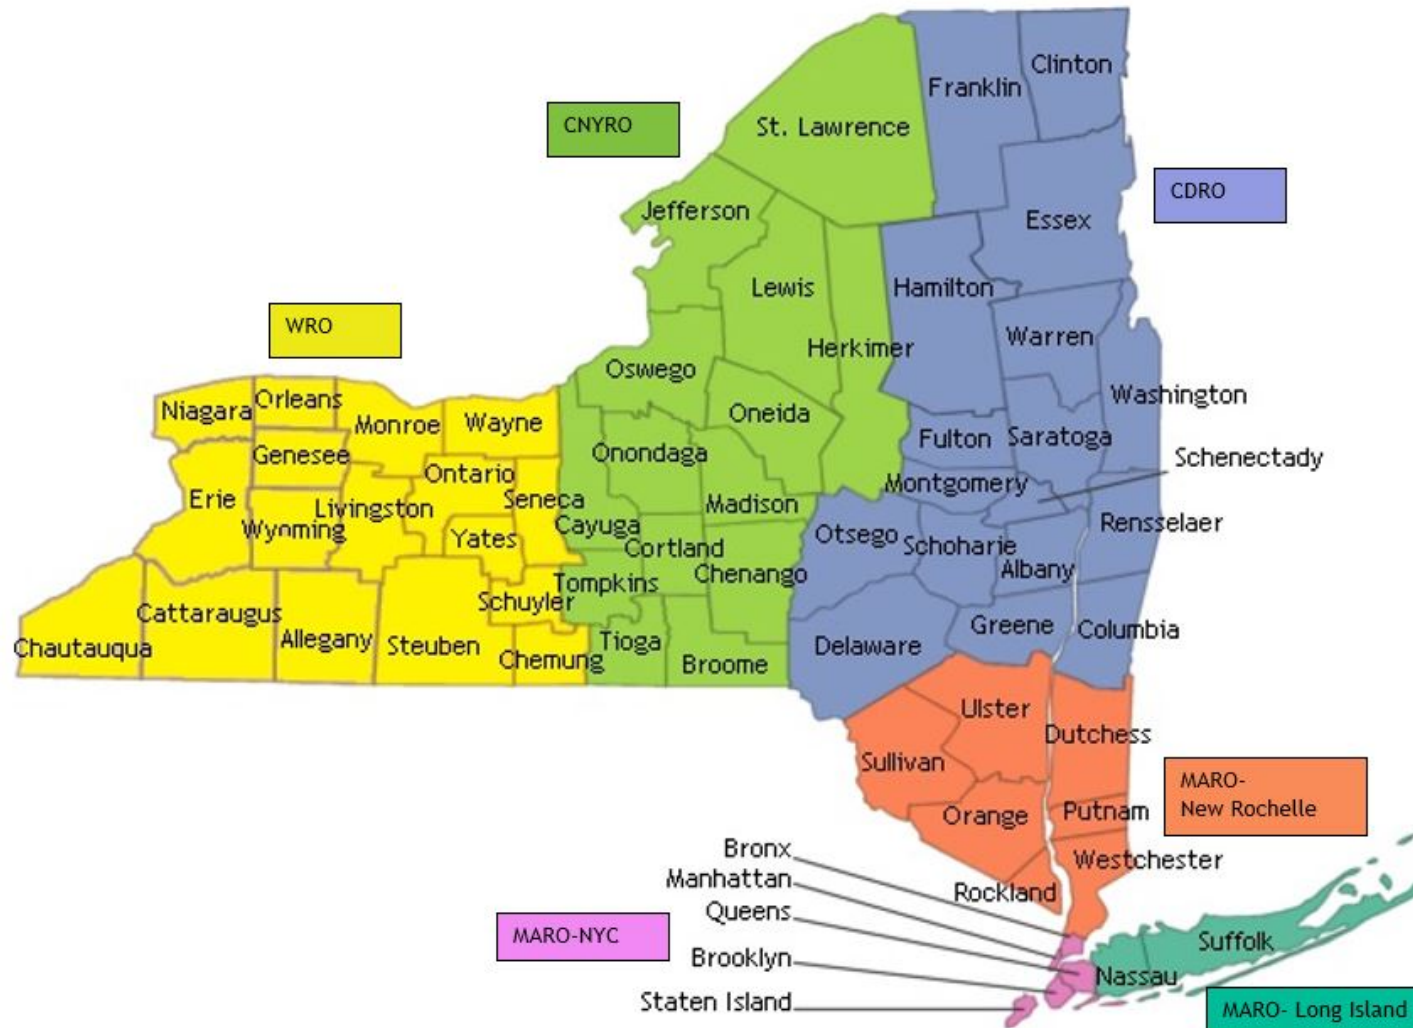 Clinton
Franklin
CNYRO
St. Lawrence
CDRO
Jefferson
Essex
Lewis
Hamilton
WRO
Warren
Herkimer
Oswego
Washington
Orleans
Niagara
Monroe
Wayne
Oneida
Fulton
Saratoga
Genesee
Onondaga
Schenectady
Ontario
Montgomery
Erie
Livingston
Seneca
Madison
Wyoming
Cayuga
Otsego
Rensselaer
Yates
Cortland
Schoharie
Albany
Chenango
Tompkins
Schuyler
Cattaraugus
Greene
Columbia
Chautauqua
Allegany
Steuben
Tioga
Delaware
Chemung
Broome
Ulster
Dutchess
Sullivan
MARO-
New Rochelle
Orange
Putnam
Bronx
Westchester
Manhattan
Rockland
Queens
MARO-NYC
Suffolk
Brooklyn
Nassau
Staten Island
MARO- Long Island